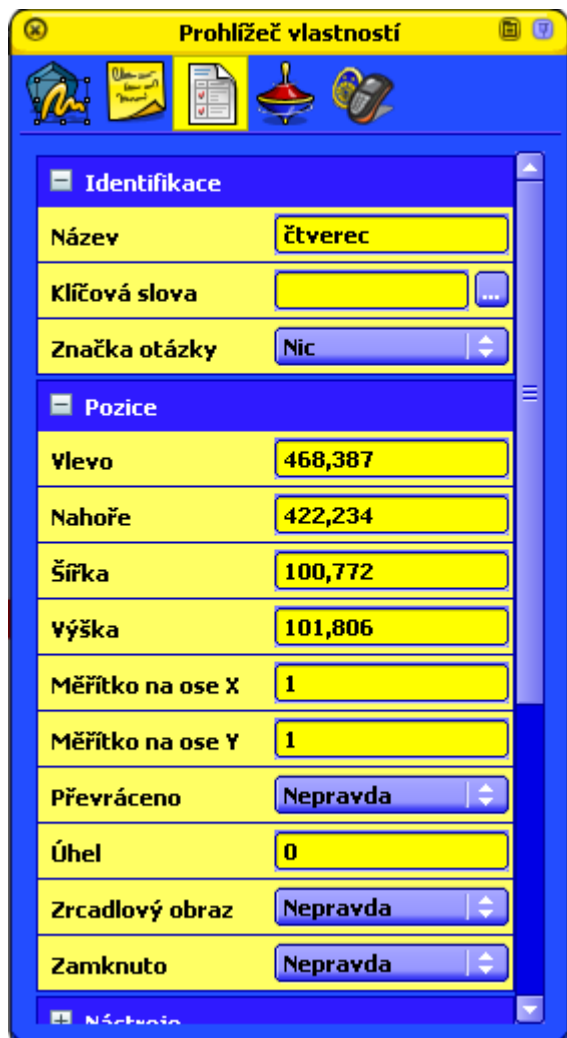 Prohlížeč vlastností
Identifikace
Název čtverec
Klíčová slova ...
Značka otázky Nic
Pozice
Vlevo 468,387
Nahoře 422,234
Šířka 100,772
Výška 101,806
Měřítko na ose X 1
Měřítko na ose Y 1
Převráceno Nepravda
Úhel 0
Zrcadlový obraz Nepravda
Zamknuto Nepravda
Nástroje